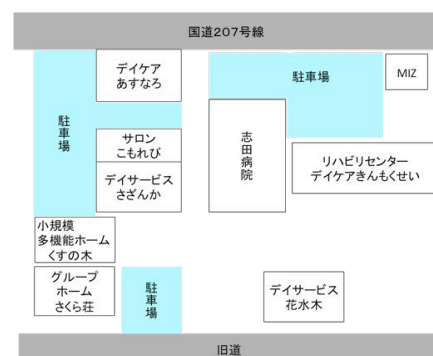 国道207号線
デイケア
あすなろ
駐車場
MIZ
駐車場
サロン
こもれび
志田病院
リハビリセンター
デイケアきんもくせい
デイサービス
さざんか
小規模
多機能ホーム
くすの木
グループ
ホーム
さくら荘
駐車場
デイサービス
花水木
旧道